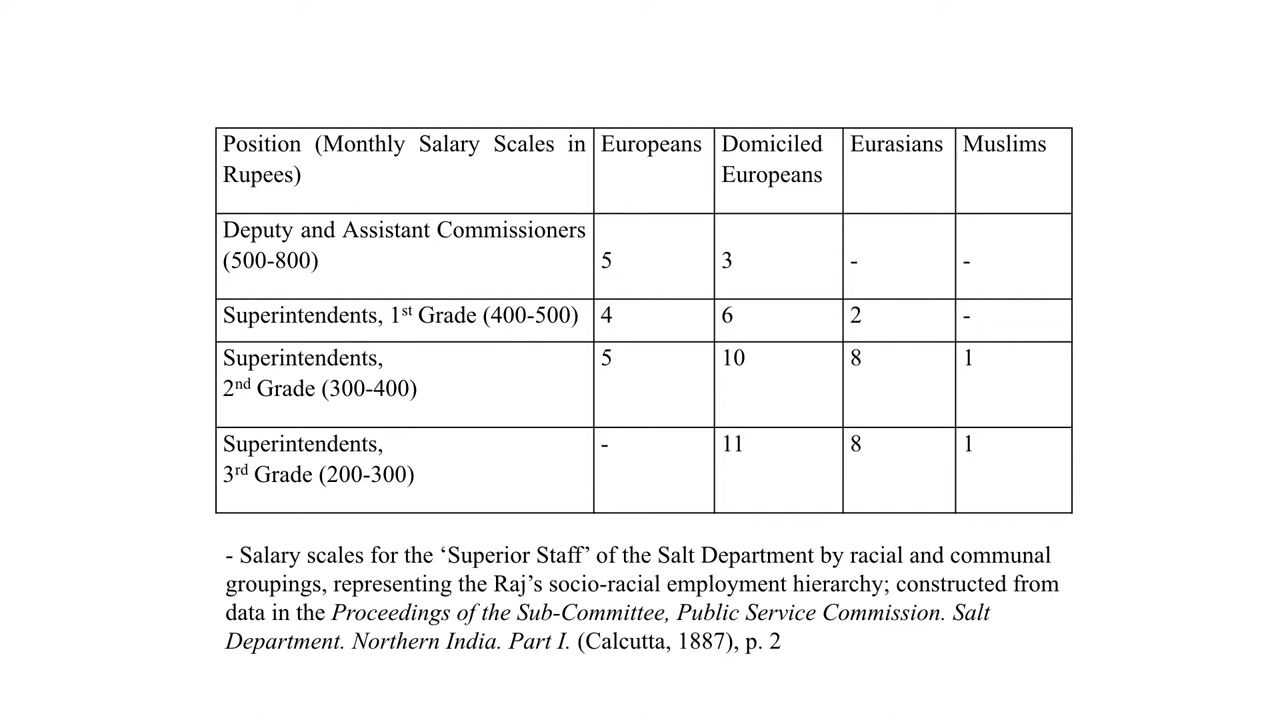 Position (Monthly Salary Scales in Rupees) Europeans Domiciled Europeans Eurasians Muslims
Deputy and Assistant Commissioners (500-800) 5 3 - -
Superintendents, 1st Grade (400-500) 4 6 2 -
Superintendents, 2nd Grade (300-400) 5 10 8 1
Superintendents, 3rd Grade (200-300) - 11 8 1
- Salary scales for the ‘Superior Staff’ of the Salt Department by racial and communal
groupings, representing the Raj’s socio-racial employment hierarchy; constructed from
data in the Proceedings of the Sub-Committee, Public Service Commission. Salt
Department. Northern India. Part I. (Calcutta, 1887), p. 2